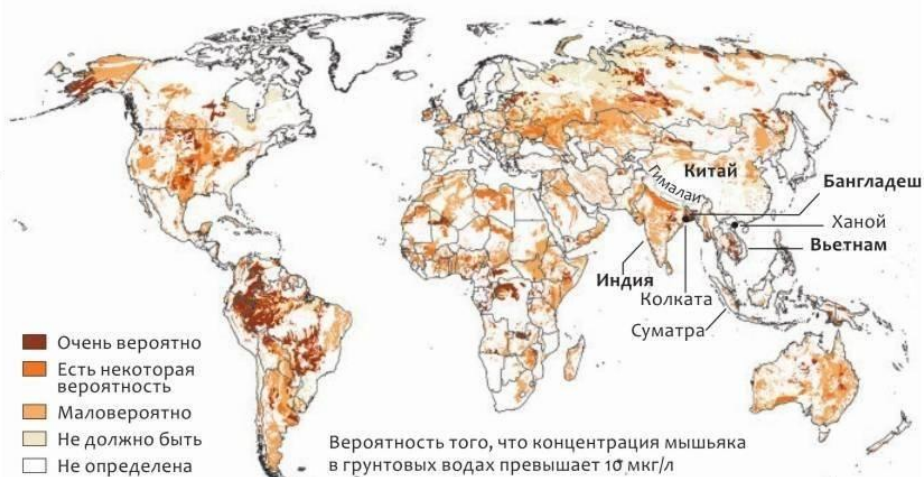 Китай
Гималаи
Бангладеш
Ханой
Вьетнам
Индия
Колката
Суматра
Очень вероятно
Есть некоторая
вероятность
Маловероятно
Не должно быть
Не определена
Вероятность того, что концентрация мышьяка
в грунтовых водах превышает 10 мкг/л